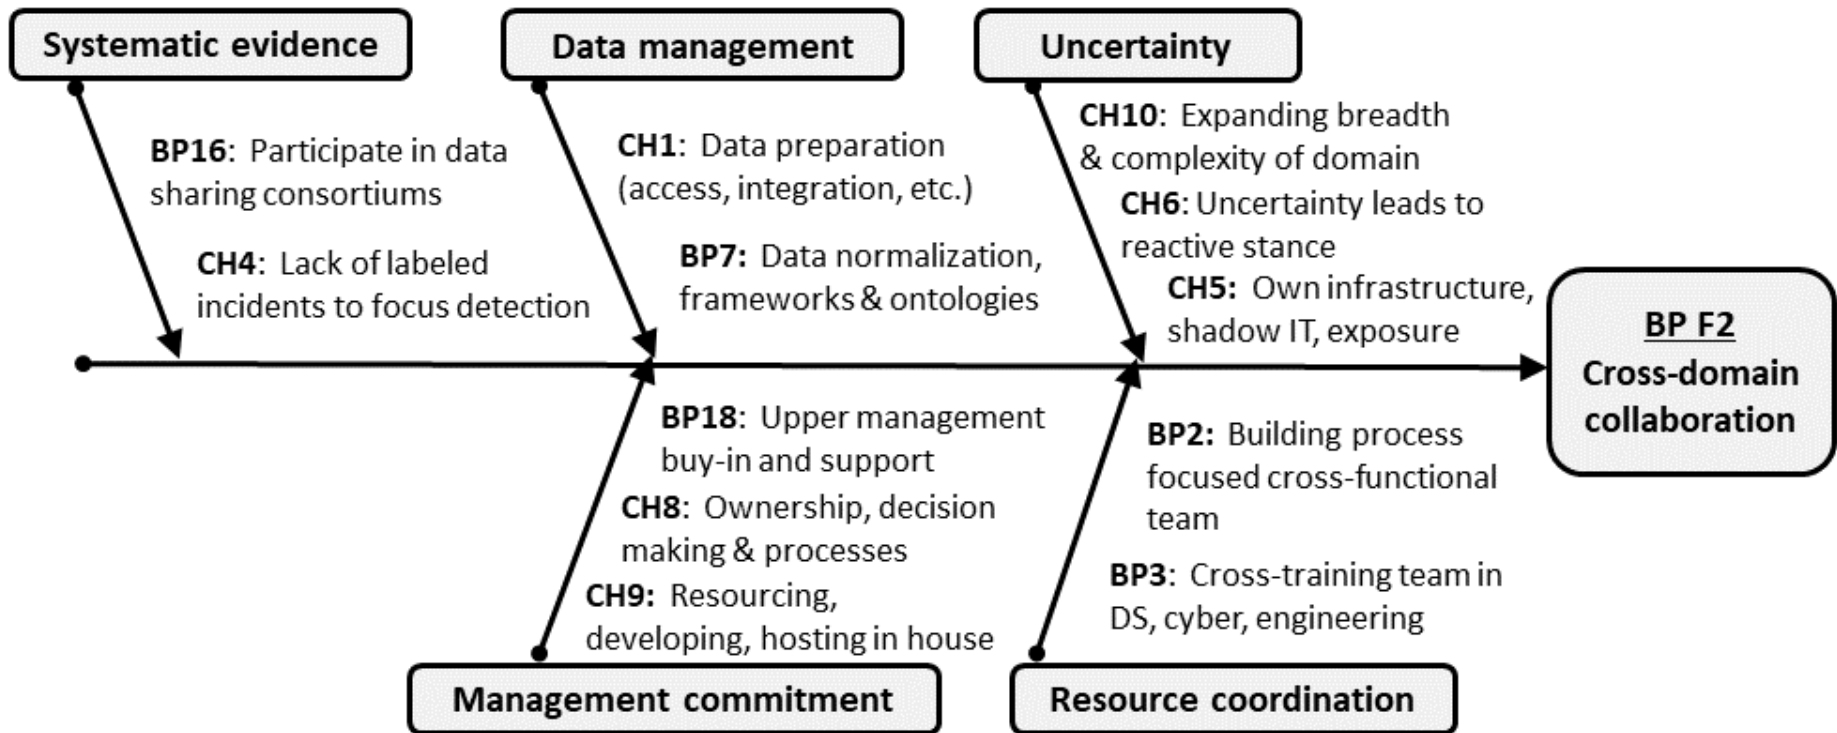 Systematic evidence
Data management
Uncertainty
BP16: Participate in data
sharing consortiums
CH4: Lack of labeled
incidents to focus detection
CH1: Data preparation
(access, integration, etc.)
BP7: Data normalization,
frameworks & ontologies
CH10: Expanding breadth
& complexity of domain
CH6: Uncertainty leads to
reactive stance
CH5: Own infrastructure,
shadow IT, exposure
BP F2
Cross-domain
collaboration
BP18: Upper management
buy-in and support
CH8: Ownership, decision
making & processes
CH9: Resourcing,
developing, hosting in house
BP2: Building process
focused cross-functional
team
BP3: Cross-training team in
DS, cyber, engineering
Management commitment
Resource coordination